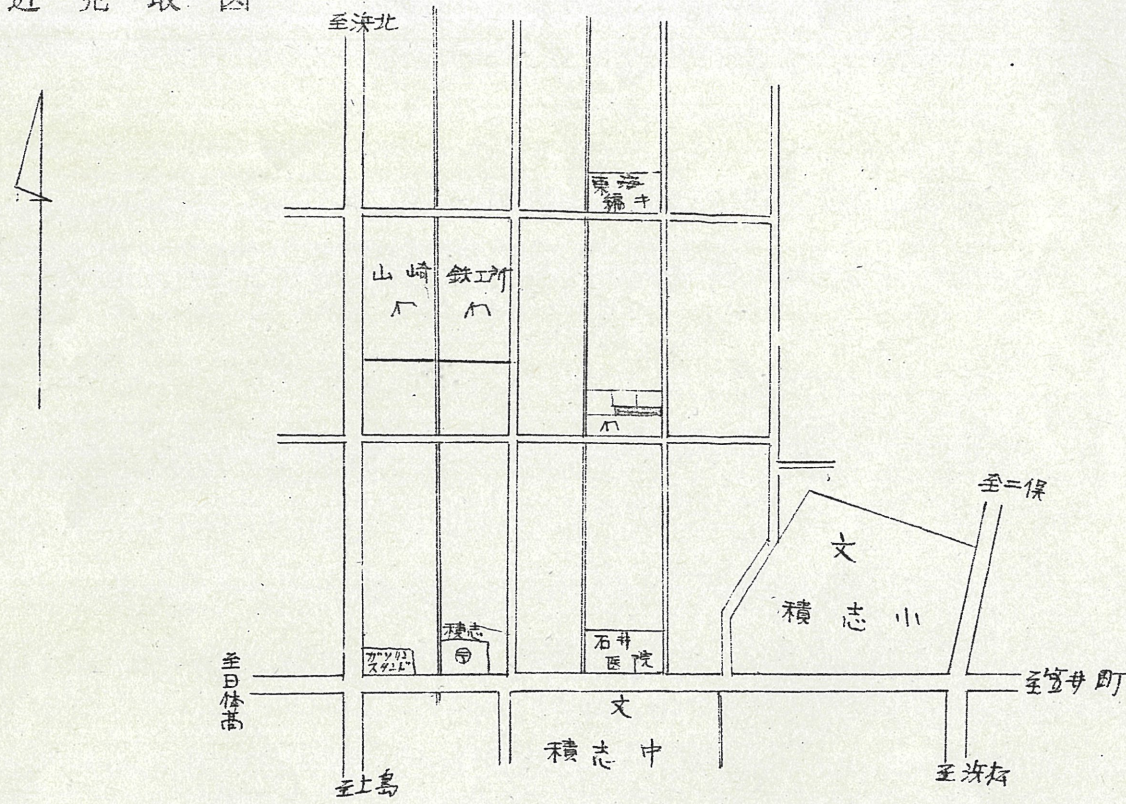 近 見 取 図
至浜北
東海
編キ
山崎 鉄工所
至二俣
文
積志小
積志
〒
石井
医院
ガソリン
スタンド
至日体高
至笠井町
文
積志中
至上島
至浜松